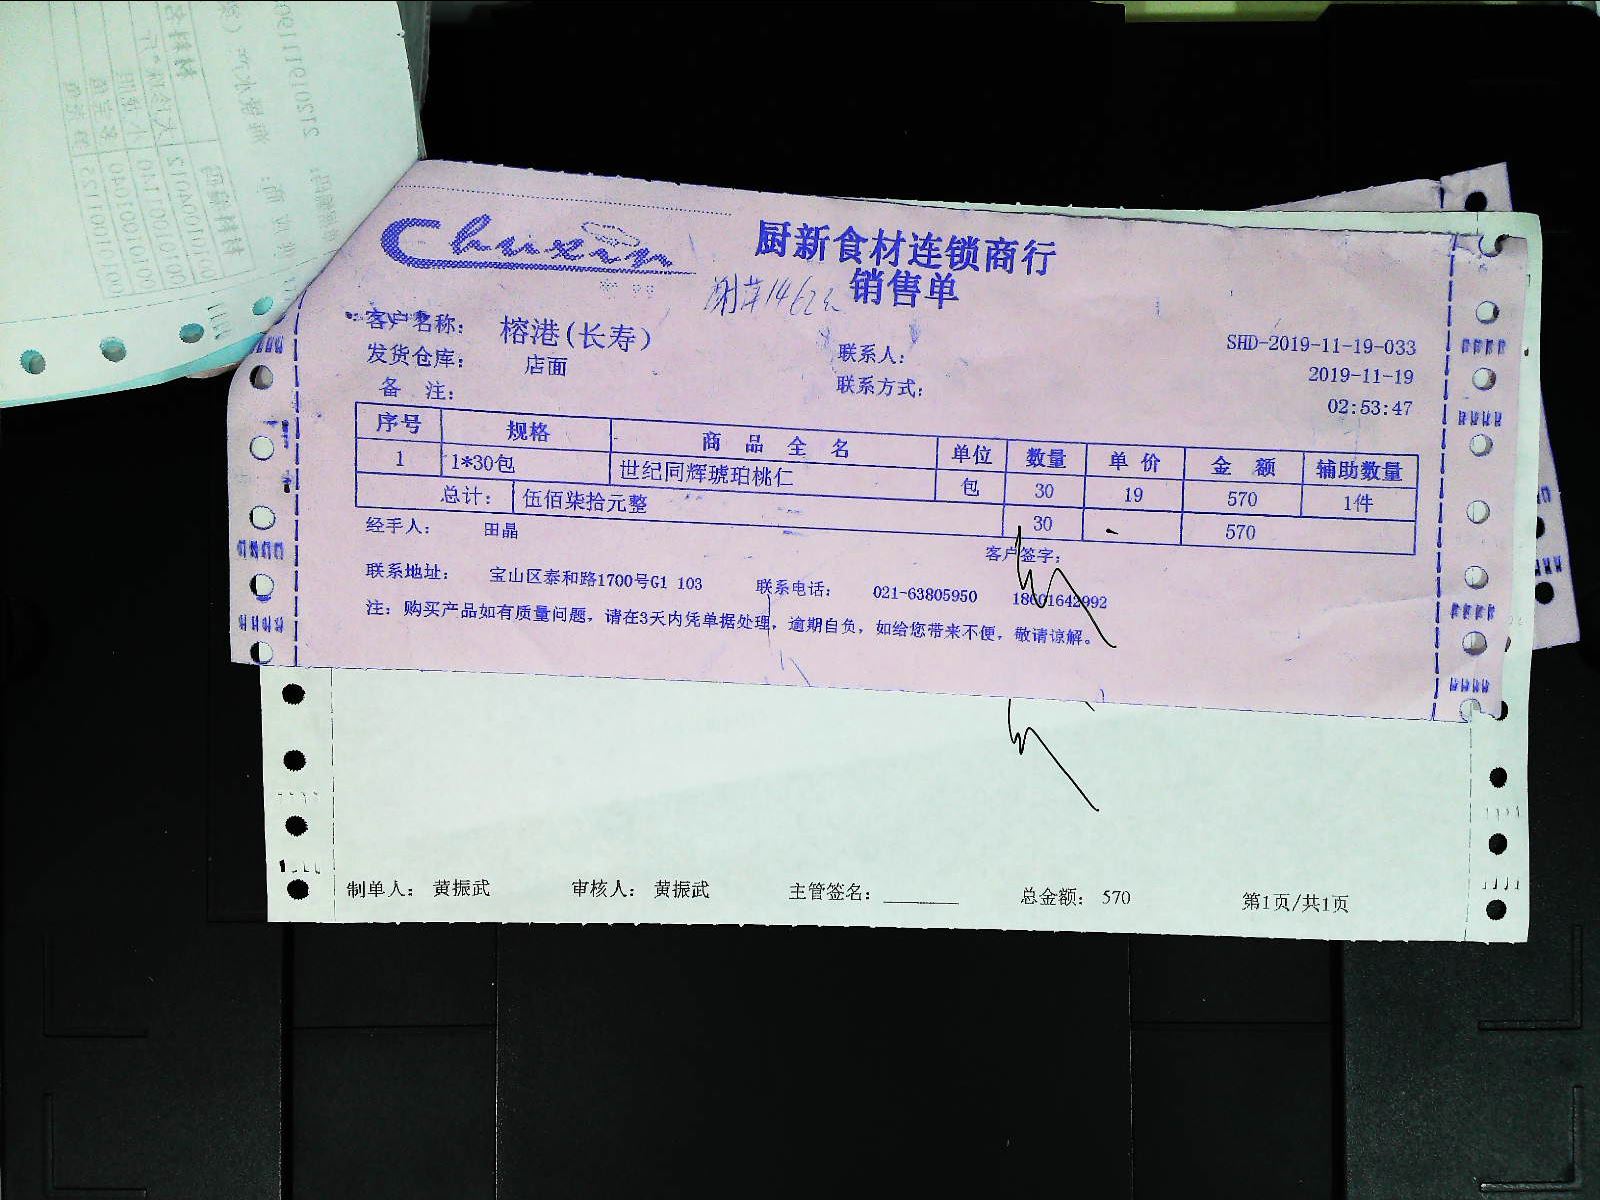 Chuxin
厨新食材连锁商行
销售单
客户名称： 榕港(长寿)
发货仓库： 店面
联系人：
SHD-2019-11-19-033
备 注：
联系方式：
2019-11-19
02:53:47
序号 规格 商 品 全 名 单位 数量 单 价 金 额 辅助数量
1 1*30包 世纪同辉琥珀桃仁 包 30 19 570 1件
总计： 伍佰柒拾元整 30 570
经手人： 田晶 客户签字：
联系地址： 宝山区泰和路1700号G1 103 联系电话： 021-63805950 18601642992
注：购买产品如有质量问题，请在3天内凭单据处理，逾期自负，如给您带来不便，敬请谅解。
制单人： 黄振武 审核人： 黄振武 主管签名： 总金额： 570 第1页/共1页